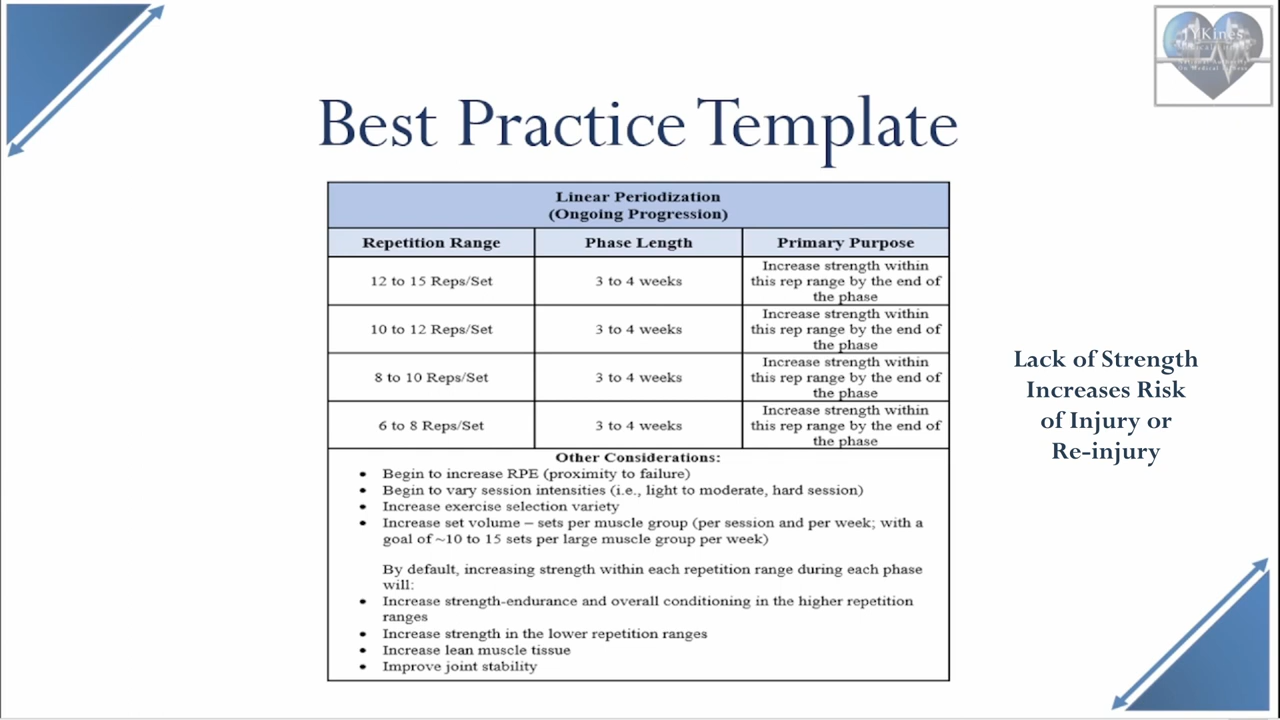 Best Practice Template
Linear Periodization
(Ongoing Progression)
Repetition Range
Phase Length
Primary Purpose
12 to 15 Reps/Set
3 to 4 weeks
Increase strength within
this rep range by the end of
the phase
10 to 12 Reps/Set
3 to 4 weeks
Increase strength within
this rep range by the end of
the phase
8 to 10 Reps/Set
3 to 4 weeks
Increase strength within
this rep range by the end of
the phase
6 to 8 Reps/Set
3 to 4 weeks
Increase strength within
this rep range by the end of
the phase
Other Considerations:
• Begin to increase RPE (proximity to failure)
• Begin to vary session intensities (i.e., light to moderate, hard session)
• Increase exercise selection variety
• Increase set volume – sets per muscle group (per session and per week; with a
goal of ~10 to 15 sets per large muscle group per week)
By default, increasing strength within each repetition range during each phase
will:
• Increase strength-endurance and overall conditioning in the higher repetition
ranges
• Increase strength in the lower repetition ranges
• Increase lean muscle tissue
• Improve joint stability
Lack of Strength
Increases Risk
of Injury or
Re-injury